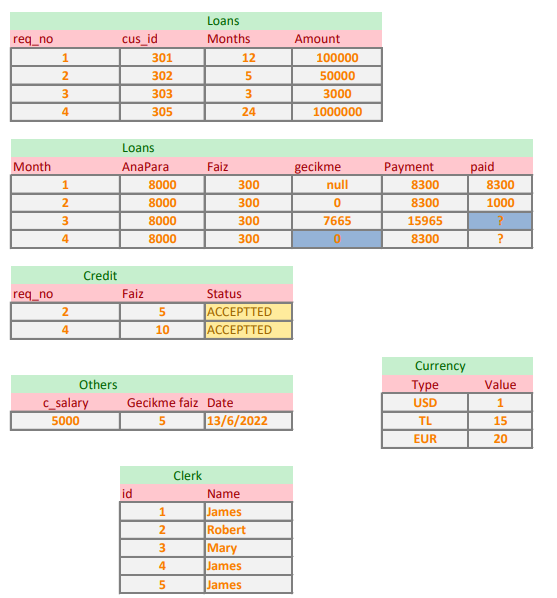 Loans
req_no cus_id Months Amount
1 301 12 100000
2 302 5 50000
3 303 3 3000
4 305 24 1000000
Loans
Month AnaPara Faiz gecikme Payment paid
1 8000 300 null 8300 8300
2 8000 300 0 8300 1000
3 8000 300 7665 15965 ?
4 8000 300 0 8300 ?
Credit
req_no Faiz Status
2 5 ACCEPTTED
4 10 ACCEPTTED
Others
c_salary Gecikme faiz Date
5000 5 13/6/2022
Currency
Type Value
USD 1
TL 15
EUR 20
Clerk
id Name
1 James
2 Robert
3 Mary
4 James
5 James